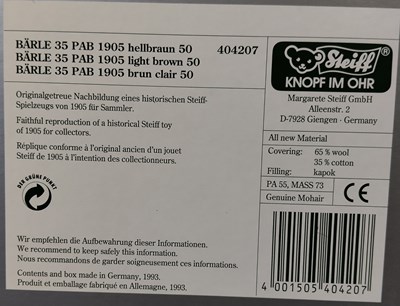 BÄRLE 35 PAB 1905 hellbraun 50 404207
BÄRLE 35 PAB 1905 light brown 50
BÄRLE 35 PAB 1905 brun clair 50
Originalgetreue Nachbildung eines historischen Steiff-
Spielzeugs von 1905 für Sammler.
Faithful reproduction of a historical Steiff toy
of 1905 for collectors.
Réplique conforme à l'original ancien d'un jouet
Steiff de 1905 à l'intention des collectionneurs.
DER GRÜNE PUNKT
Wir empfehlen die Aufbewahrung dieser Information.
We recommend to keep safely this information.
Nous recommandons de garder soigneusement ces informations.
Contents and box made in Germany, 1993.
Produit et emballage fabriqué en Allemagne, 1993.
Steiff ®
KNOPF IM OHR
Margarete Steiff GmbH
Alleenstr. 2
D-7928 Giengen · Germany
All new Material
Covering: 65 % wool
35 % cotton
Filling: kapok
PA 55, MASS 73
Genuine Mohair
CE
4 001505 404207